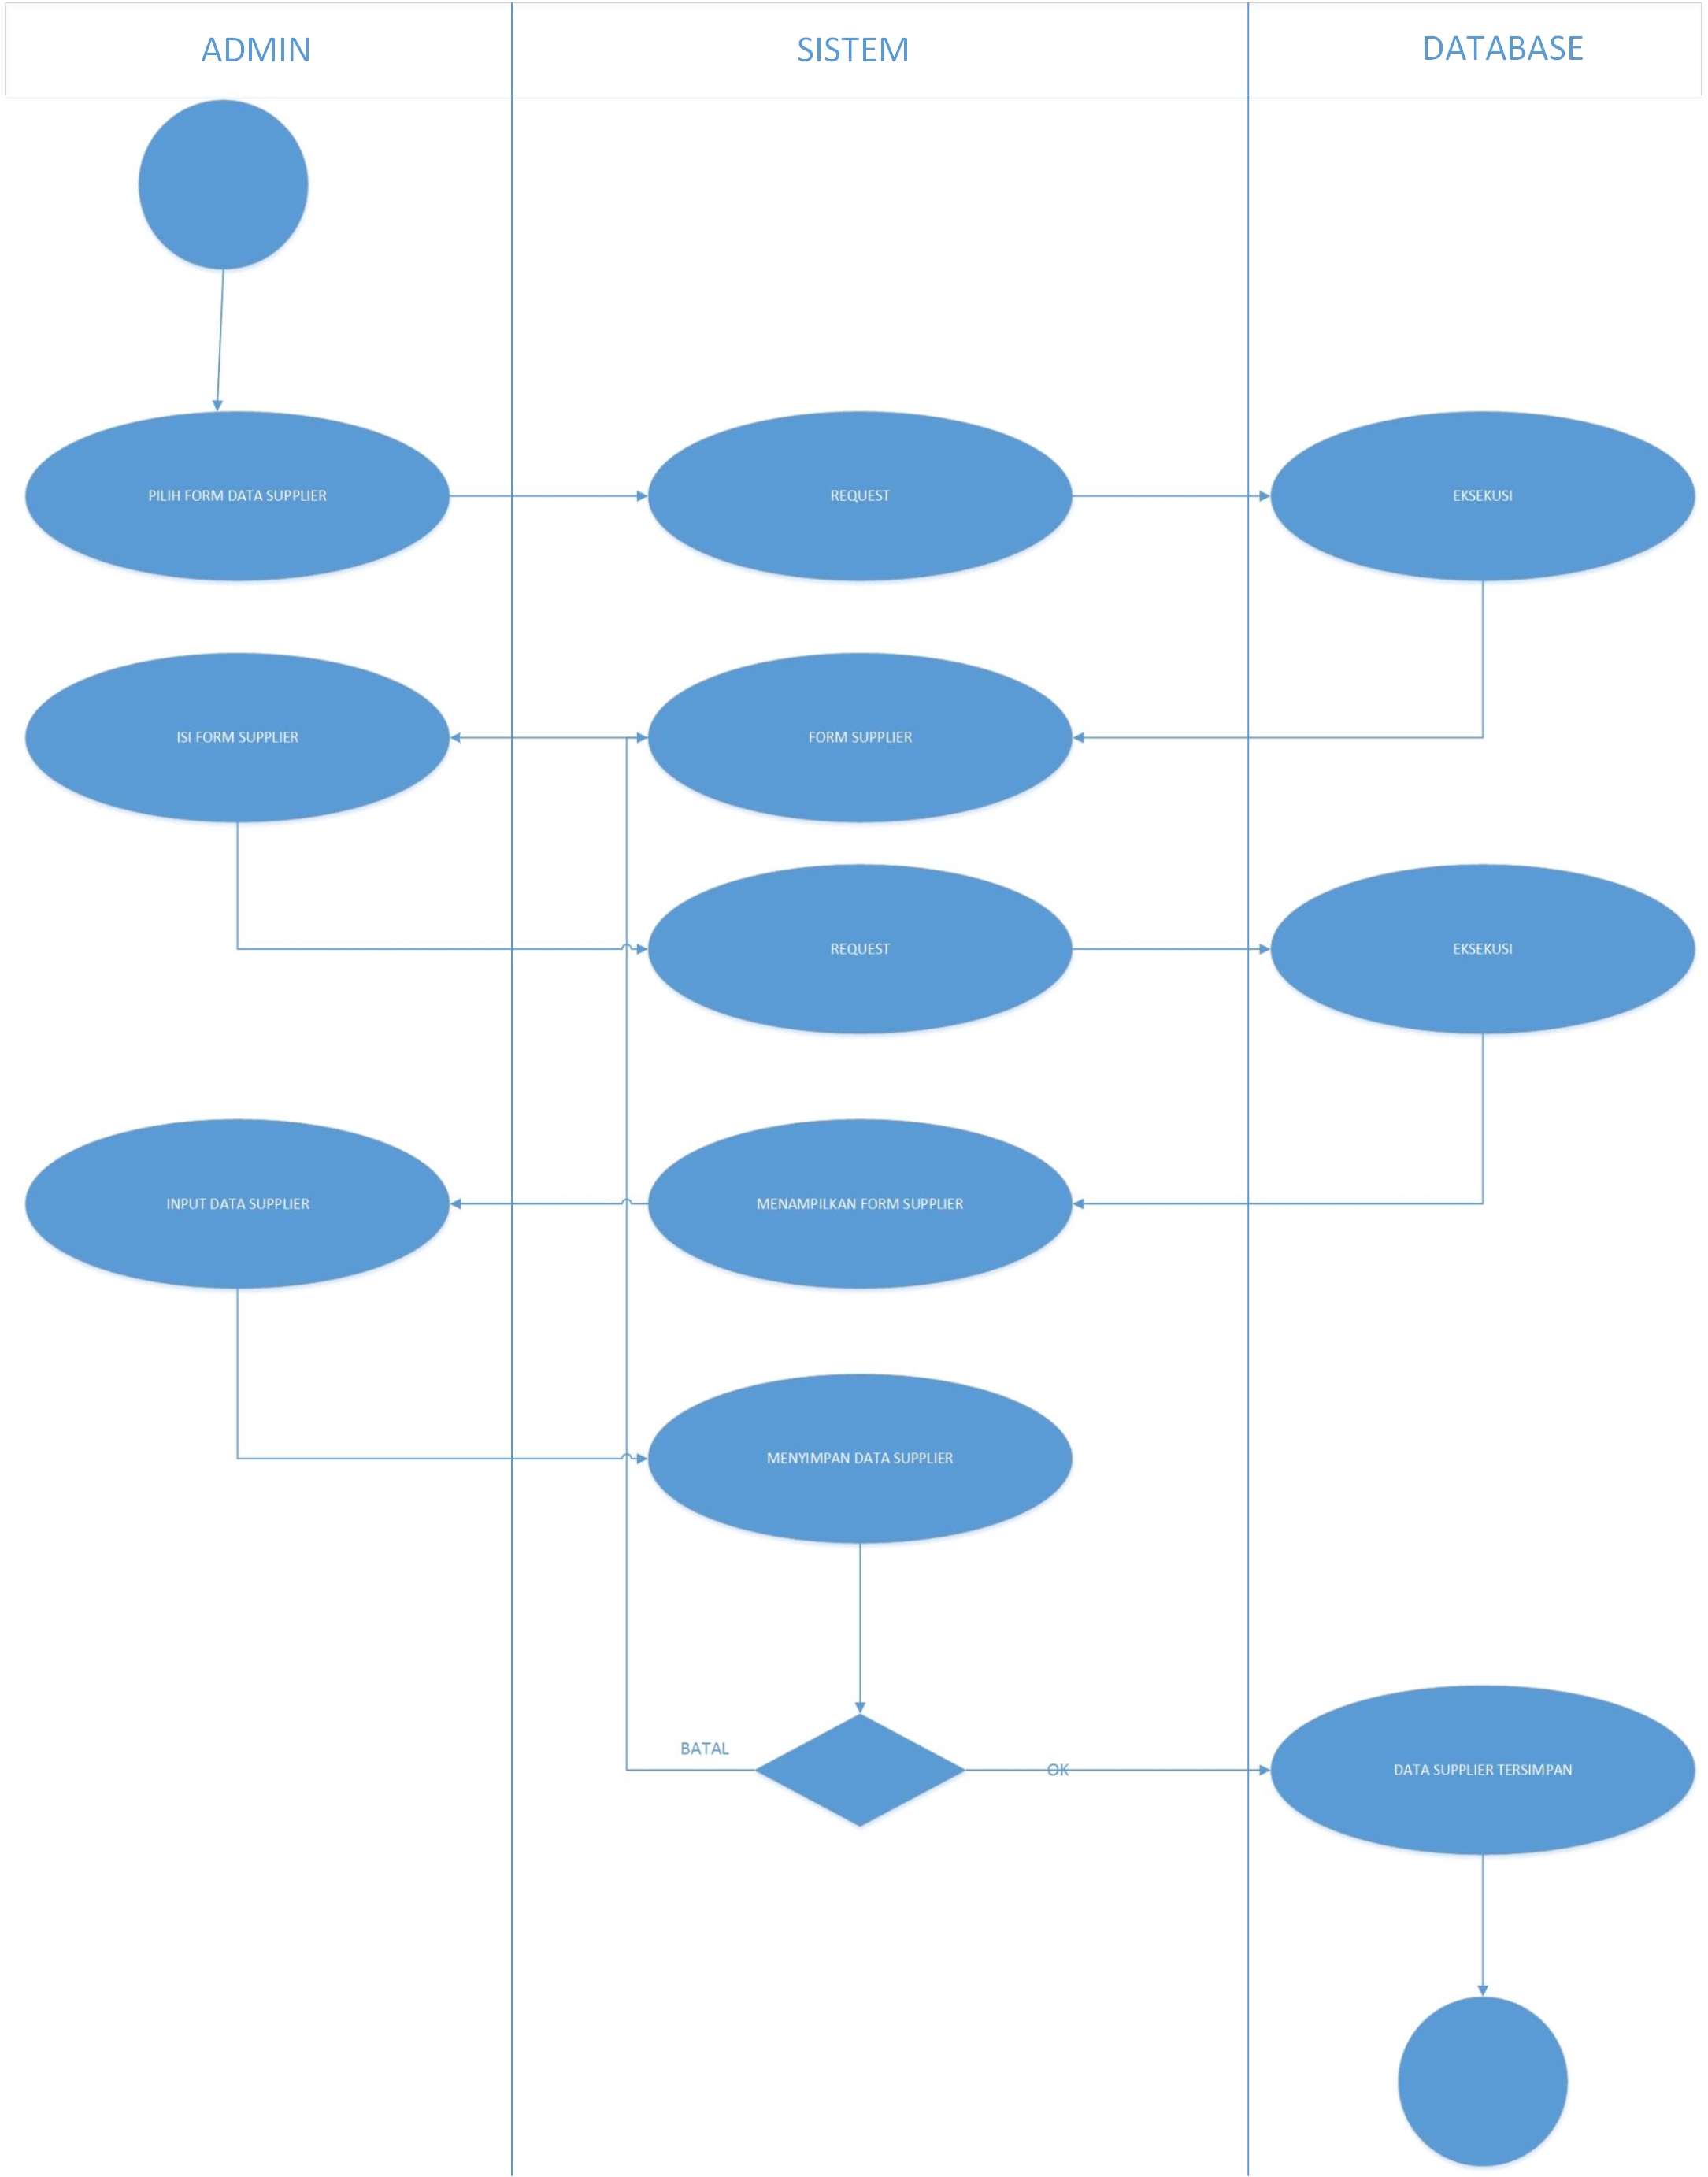 ADMIN
SISTEM
DATABASE
PILIH FORM DATA SUPPLIER
REQUEST
EKSEKUSI
ISI FORM SUPPLIER
FORM SUPPLIER
REQUEST
EKSEKUSI
INPUT DATA SUPPLIER
MENAMPILKAN FORM SUPPLIER
MENYIMPAN DATA SUPPLIER
BATAL
OK
DATA SUPPLIER TERSIMPAN